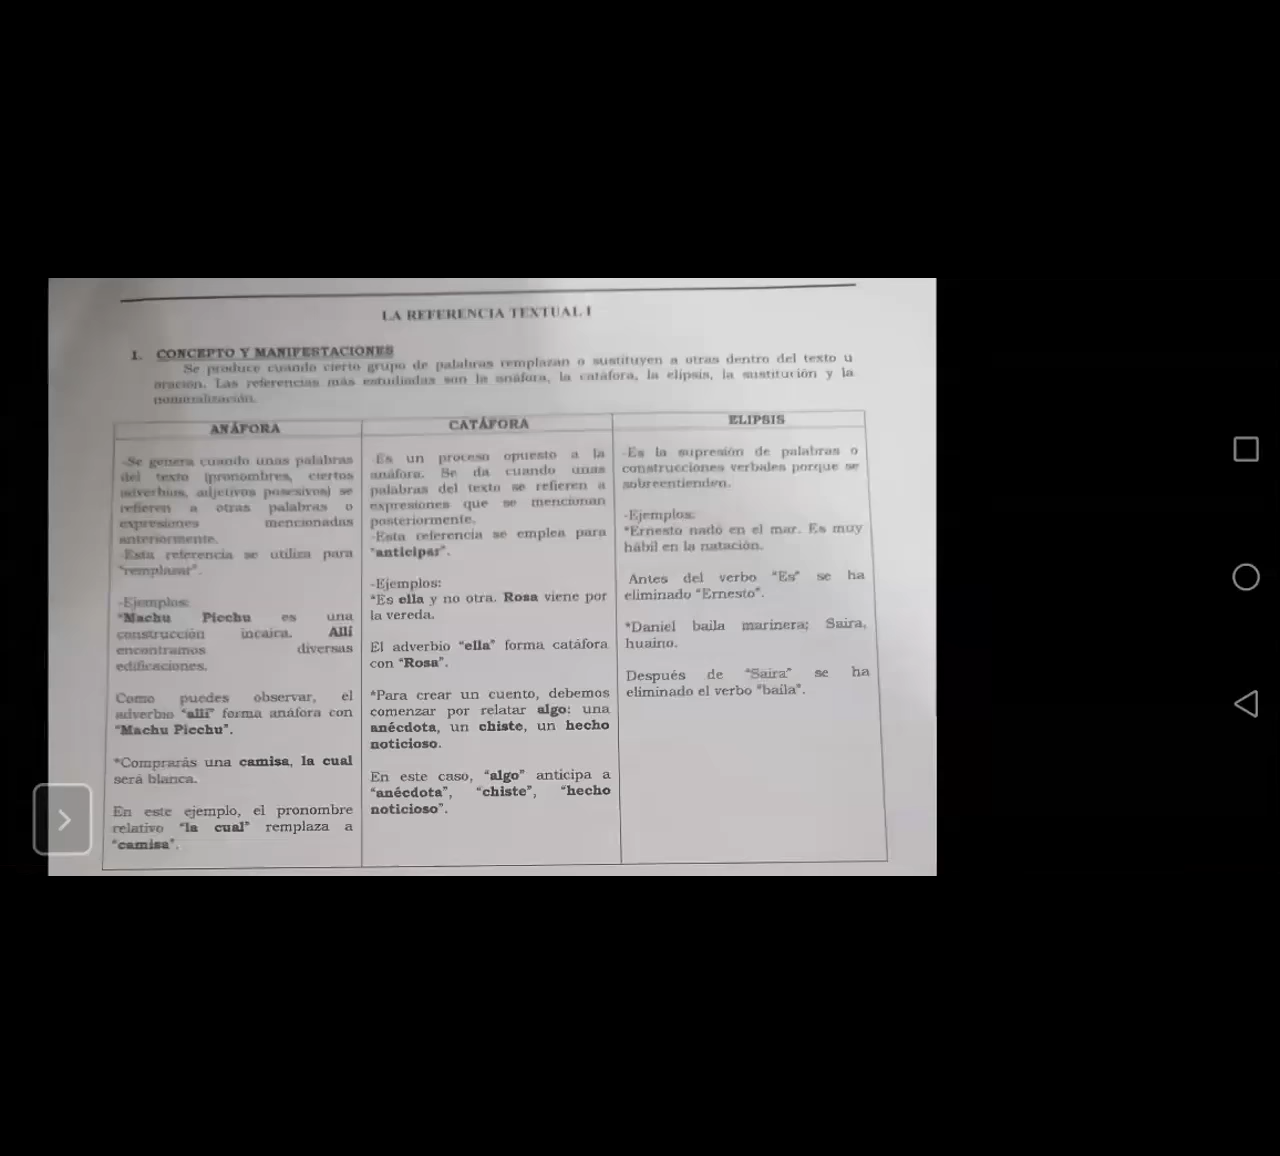 LA REFERENCIA TEXTUAL I
1. CONCEPTO Y MANIFESTACIONES
Se produce cuando cierto grupo de palabras remplazan o sustituyen a otras dentro del texto u
oración. Las referencias más estudiadas son la anáfora, la catáfora, la elipsis, la sustitución y la
nominalización.
ANÁFORA
-Se genera cuando unas palabras
del texto (pronombres, ciertos
adverbios, adjetivos posesivos) se
refieren a otras palabras o
expresiones mencionadas
anteriormente.
-Esta referencia se utiliza para
"remplazar".
-Ejemplos:
*Machu Picchu es una
construcción incaica. Allí
encontramos diversas
edificaciones.
Como puedes observar, el
adverbio "allí" forma anáfora con
"Machu Picchu".
*Comprarás una camisa, la cual
será blanca.
En este ejemplo, el pronombre
relativo "la cual" remplaza a
"camisa".
CATÁFORA
-Es un proceso opuesto a la
anáfora. Se da cuando unas
palabras del texto se refieren a
expresiones que se mencionan
posteriormente.
-Esta referencia se emplea para
"anticipar".
-Ejemplos:
*Es ella y no otra. Rosa viene por
la vereda.
El adverbio "ella" forma catáfora
con "Rosa".
*Para crear un cuento, debemos
comenzar por relatar algo: una
anécdota, un chiste, un hecho
noticioso.
En este caso, "algo" anticipa a
"anécdota", "chiste", "hecho
noticioso".
ELIPSIS
-Es la supresión de palabras o
construcciones verbales porque se
sobreentienden.
-Ejemplos:
*Ernesto nadó en el mar. Es muy
hábil en la natación.
Antes del verbo "Es" se ha
eliminado "Ernesto".
*Daniel baila marinera; Saira,
huaino.
Después de "Saira" se ha
eliminado el verbo "baila".